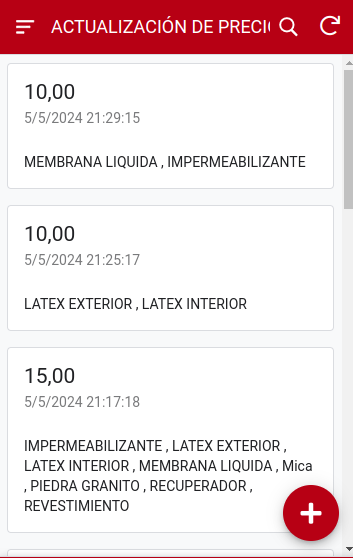 ACTUALIZACIÓN DE PRECI
10,00
5/5/2024 21:29:15
MEMBRANA LIQUIDA , IMPERMEABILIZANTE
10,00
5/5/2024 21:25:17
LATEX EXTERIOR , LATEX INTERIOR
15,00
5/5/2024 21:17:18
IMPERMEABILIZANTE , LATEX EXTERIOR ,
LATEX INTERIOR , MEMBRANA LIQUIDA , Mica
, PIEDRA GRANITO , RECUPERADOR ,
REVESTIMIENTO